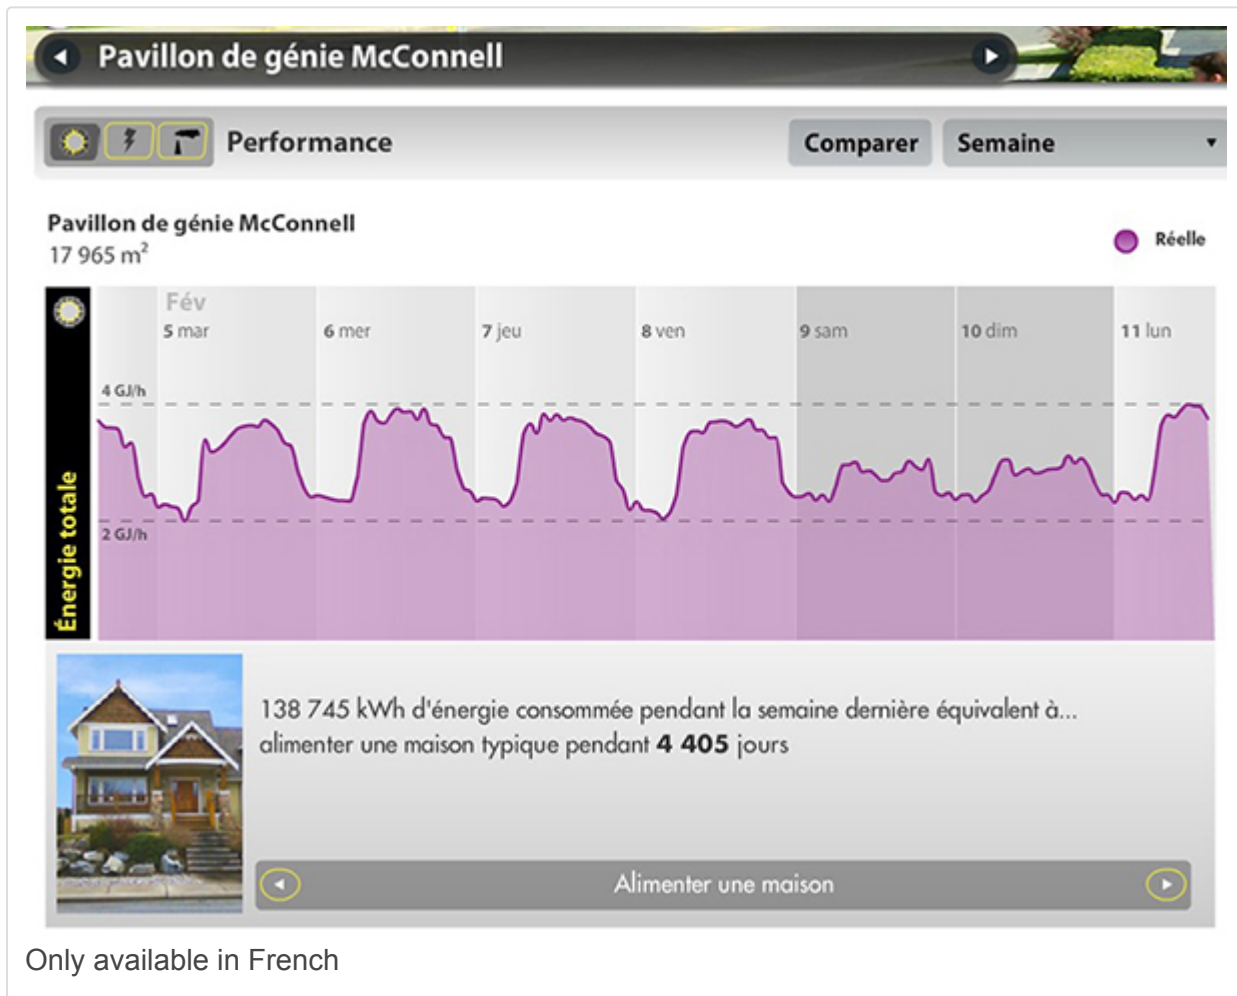 Pavillon de génie McConnell
Performance
Comparer
Semaine
Pavillon de génie McConnell
17 965 m²
Réelle
Fév
5 mar
6 mer
7 jeu
8 ven
9 sam
10 dim
11 lun
4 GJ/h
2 GJ/h
Énergie totale
138 745 kWh d'énergie consommée pendant la semaine dernière équivalent à...
alimenter une maison typique pendant 4 405 jours
Alimenter une maison
Only available in French